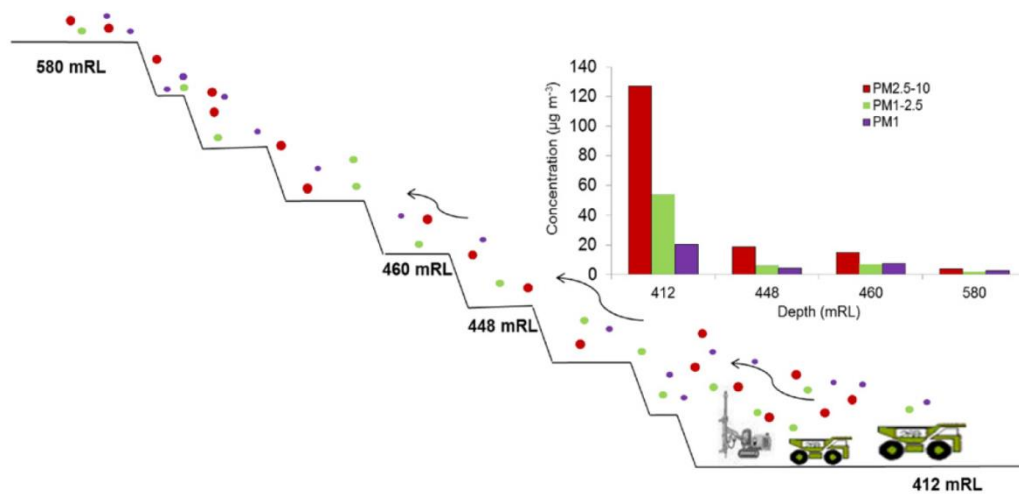 580 mRL
460 mRL
448 mRL
412 mRL
Concentration (µg m⁻³)
140
120
100
80
60
40
20
0
PM2.5-10
PM1-2.5
PM1
412
448
460
580
Depth (mRL)